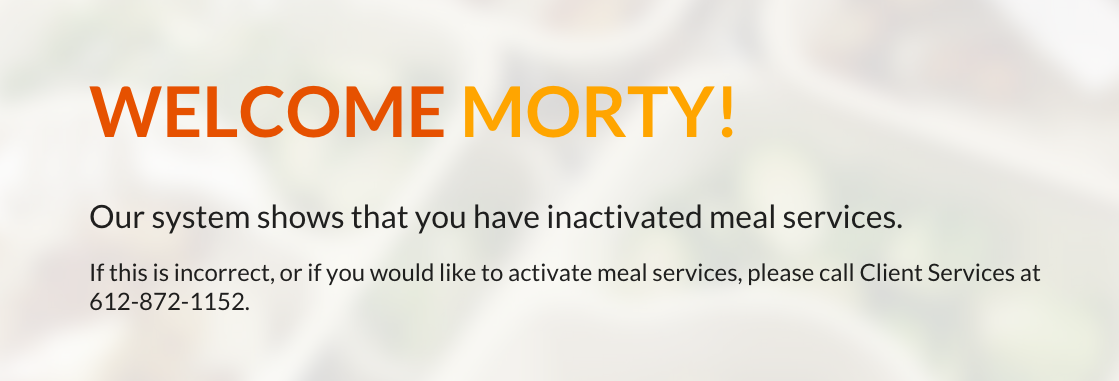 WELCOME MORTY!
Our system shows that you have inactivated meal services.
If this is incorrect, or if you would like to activate meal services, please call Client Services at
612-872-1152.